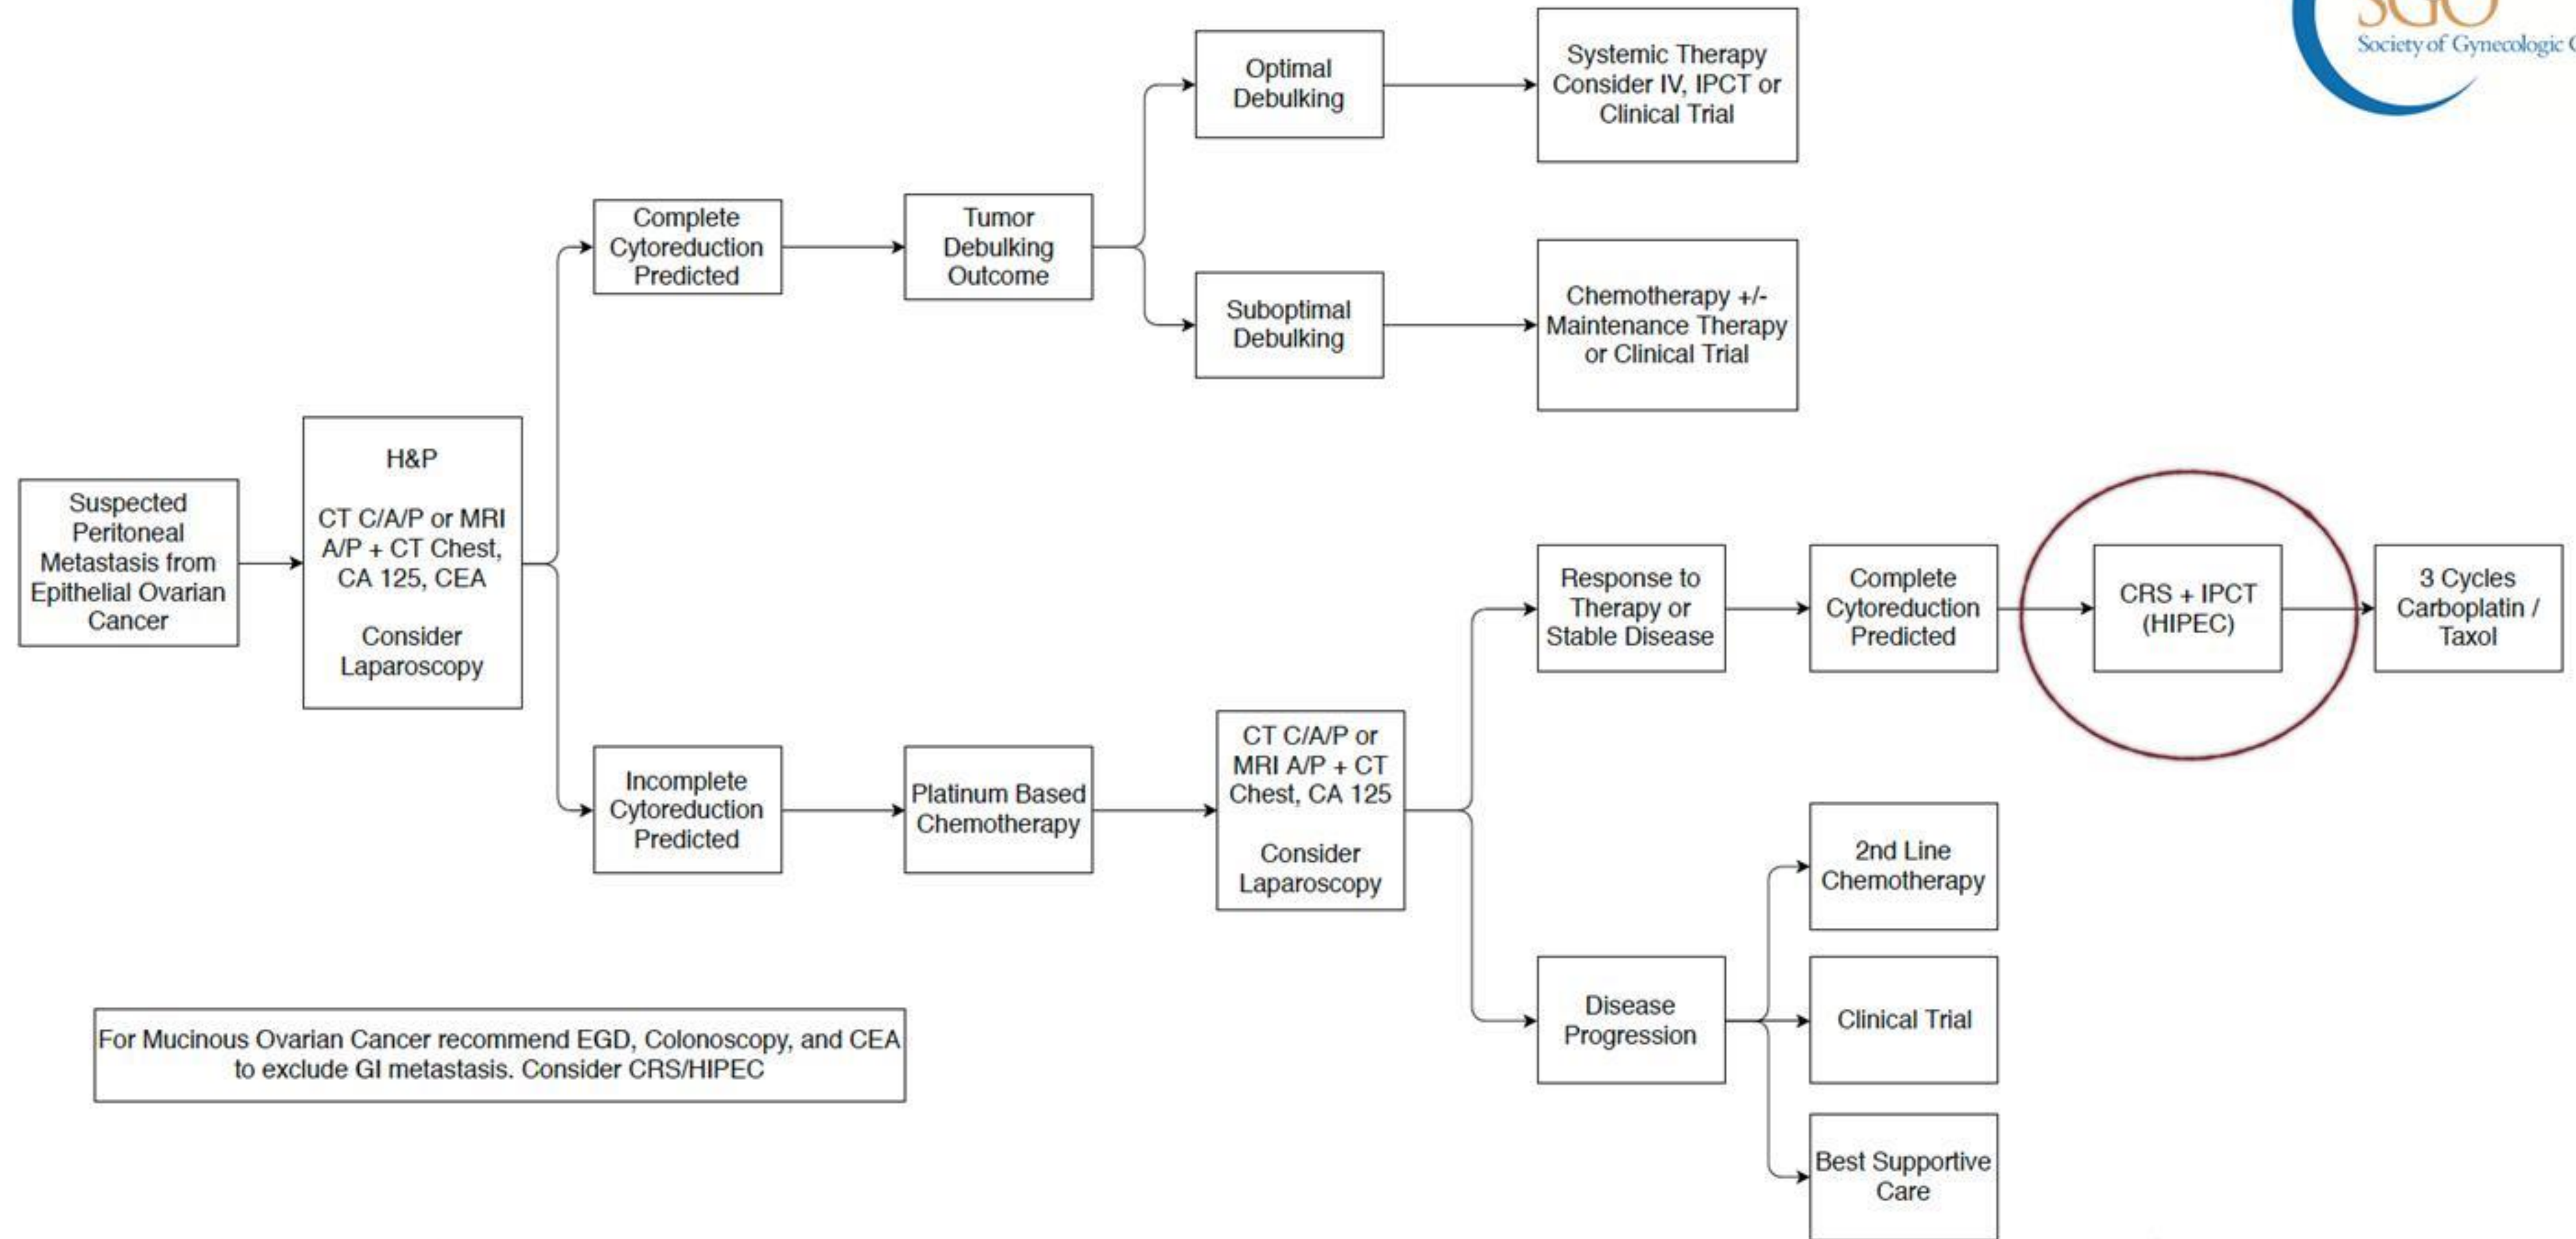 SGO
Society of Gynecologic
Optimal
Debulking
Systemic Therapy
Consider IV, IPCT or
Clinical Trial
Complete
Cytoreduction
Predicted
Tumor
Debulking
Outcome
Suboptimal
Debulking
Chemotherapy +/-
Maintenance Therapy
or Clinical Trial
Suspected
Peritoneal
Metastasis from
Epithelial Ovarian
Cancer
H&P
CT C/A/P or MRI
A/P + CT Chest,
CA 125, CEA
Consider
Laparoscopy
Response to
Therapy or
Stable Disease
Complete
Cytoreduction
Predicted
CRS + IPCT
(HIPEC)
3 Cycles
Carboplatin /
Taxol
Incomplete
Cytoreduction
Predicted
Platinum Based
Chemotherapy
CT C/A/P or
MRI A/P + CT
Chest, CA 125
Consider
Laparoscopy
2nd Line
Chemotherapy
Disease
Progression
Clinical Trial
Best Supportive
Care
For Mucinous Ovarian Cancer recommend EGD, Colonoscopy, and CEA
to exclude GI metastasis. Consider CRS/HIPEC